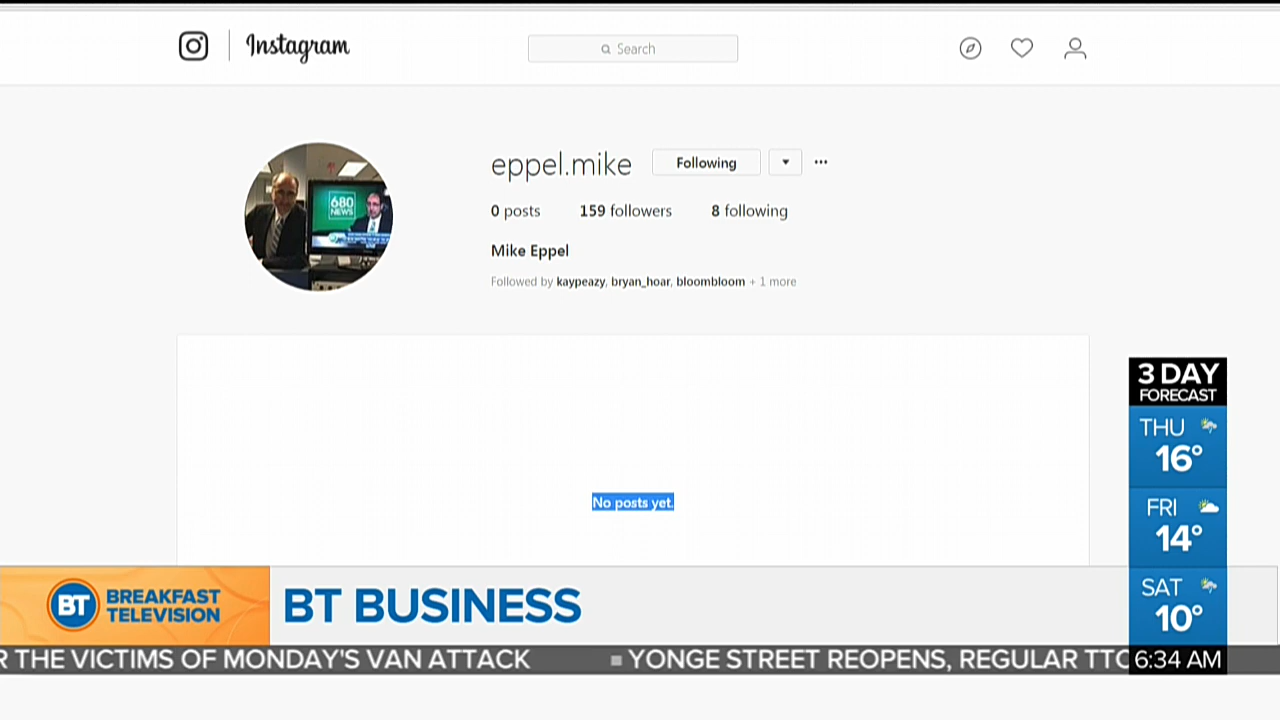 Instagram
Search
eppel.mike
Following
0 posts 159 followers 8 following
Mike Eppel
Followed by kaypeazy, bryan_hoar, bloombloom + 1 more
680
NEWS
No posts yet.
3 DAY
FORECAST
THU
16°
FRI
14°
SAT
10°
BT BREAKFAST
TELEVISION
BT BUSINESS
R THE VICTIMS OF MONDAY'S VAN ATTACK ■ YONGE STREET REOPENS, REGULAR TTC
6:34 AM